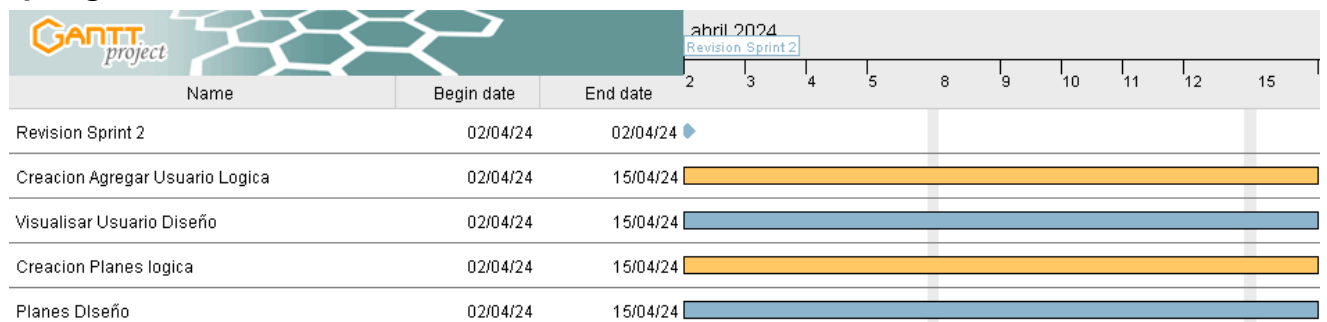 GANTT
project
abril 2024
Revision Sprint 2
Name Begin date End date 2 3 4 5 8 9 10 11 12 15
Revision Sprint 2 02/04/24 02/04/24
Creacion Agregar Usuario Logica 02/04/24 15/04/24
Visualisar Usuario Diseño 02/04/24 15/04/24
Creacion Planes logica 02/04/24 15/04/24
Planes DIseño 02/04/24 15/04/24